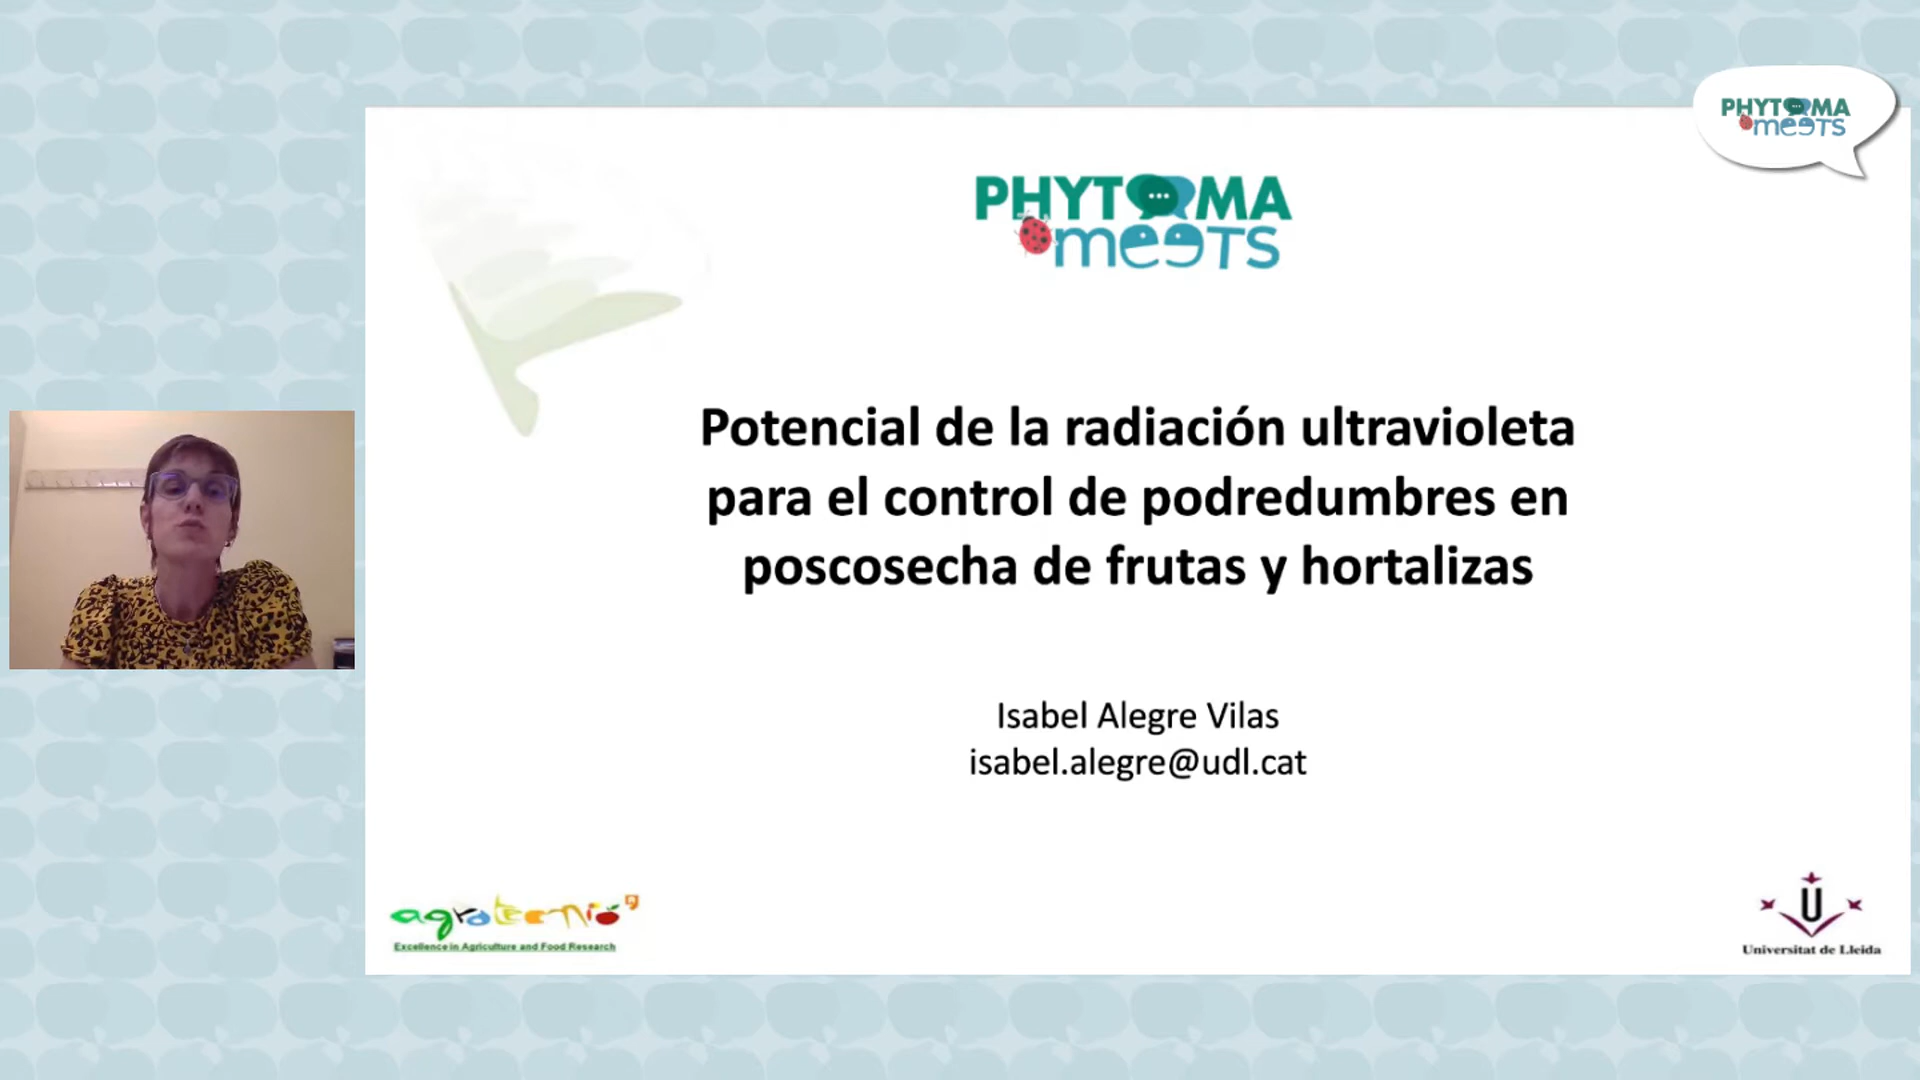 PHYTOMA
meeTS
PHYTOMA
meeTS
Potencial de la radiación ultravioleta
para el control de podredumbres en
poscosecha de frutas y hortalizas
Isabel Alegre Vilas
isabel.alegre@udl.cat
agrotecnio
Excellence in Agriculture and Food Research
U
Universitat de Lleida